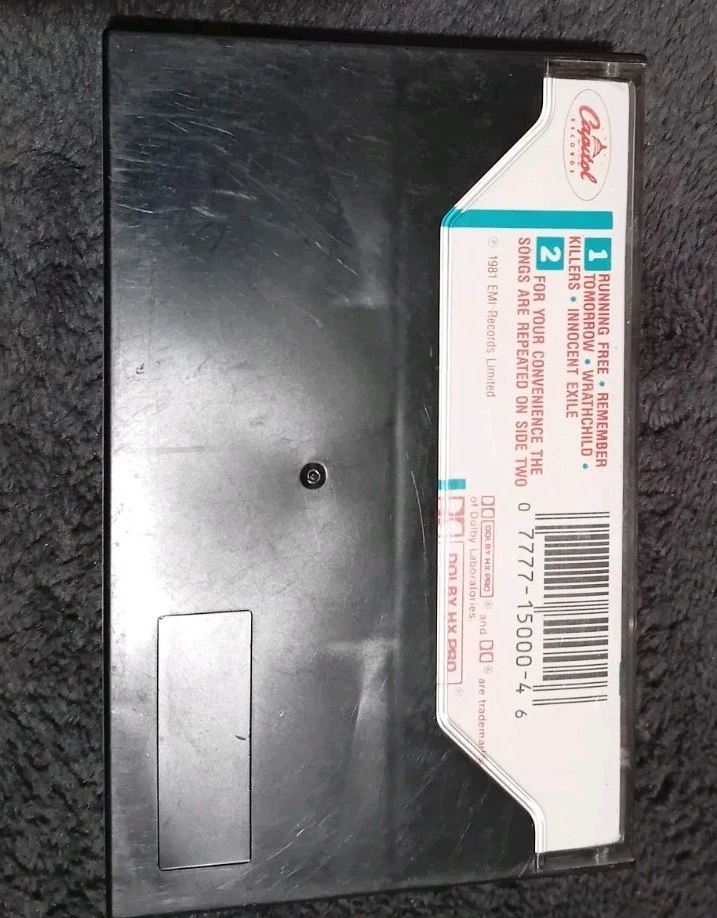 Capitol
RECORDS
1 RUNNING FREE • REMEMBER
TOMORROW • WRATHCHILD •
KILLERS • INNOCENT EXILE
2 FOR YOUR CONVENIENCE THE
SONGS ARE REPEATED ON SIDE TWO
℗ 1981 EMI Records Limited
0 7777-15000-4 6
DOLBY HX PRO ® and ® are trademarks
of Dolby Laboratories.
DOLBY HX PRO ®